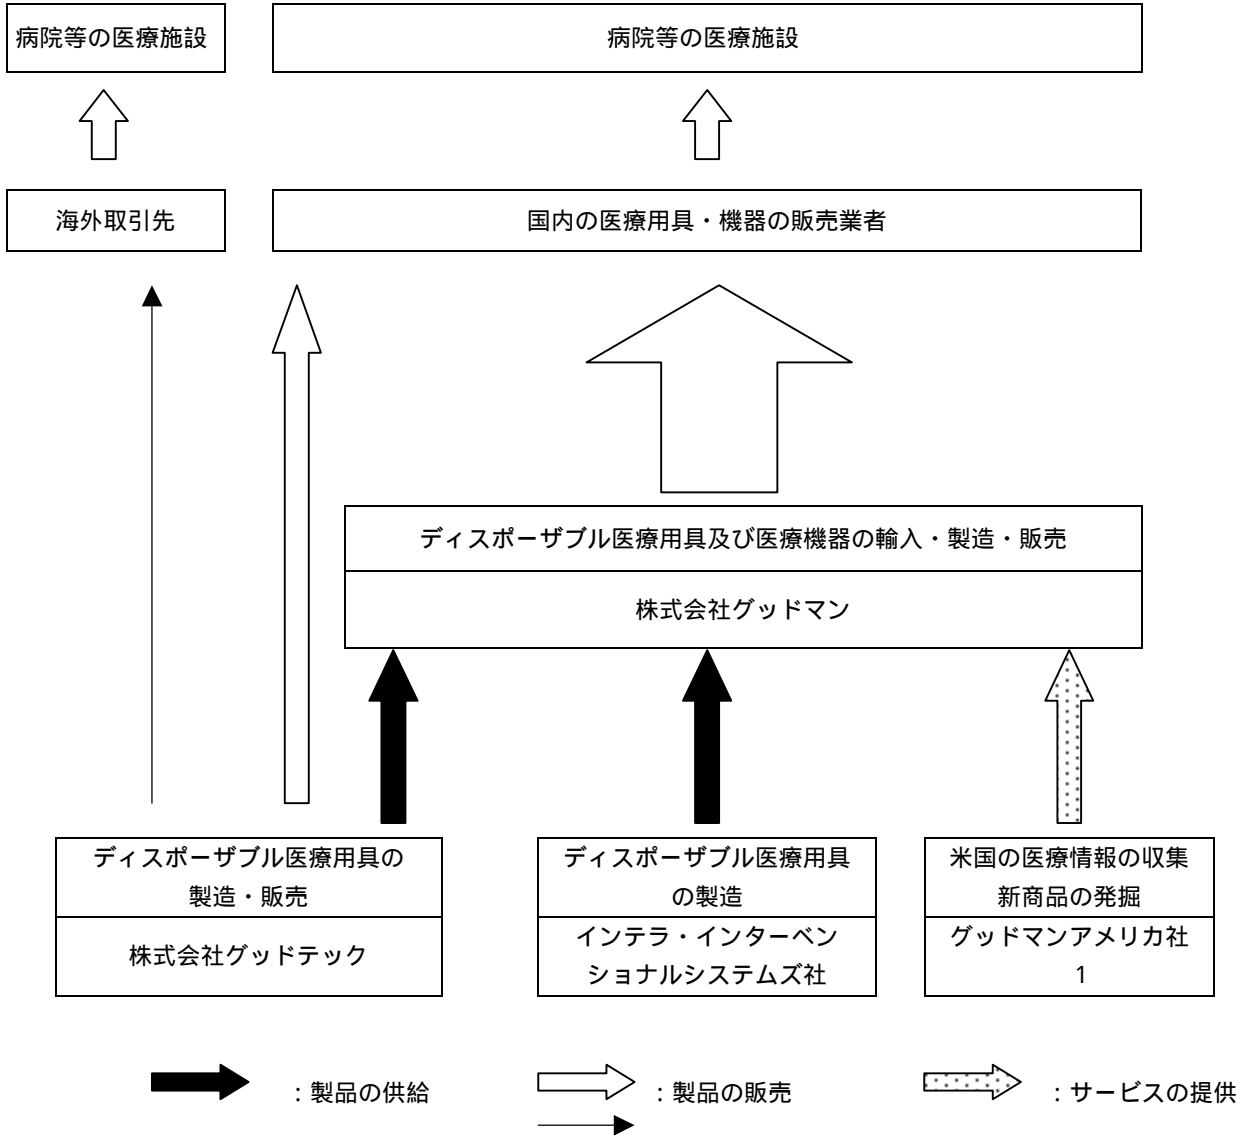 病院等の医療施設
病院等の医療施設
海外取引先
国内の医療用具・機器の販売業者
ディスポーザブル医療用具及び医療機器の輸入・製造・販売
株式会社グッドマン
ディスポーザブル医療用具の
製造・販売
株式会社グッドテック
ディスポーザブル医療用具
の製造
インテラ・インターベン
ショナルシステムズ社
米国の医療情報の収集
新商品の発掘
グッドマンアメリカ社
1
：製品の供給
：製品の販売
：サービスの提供